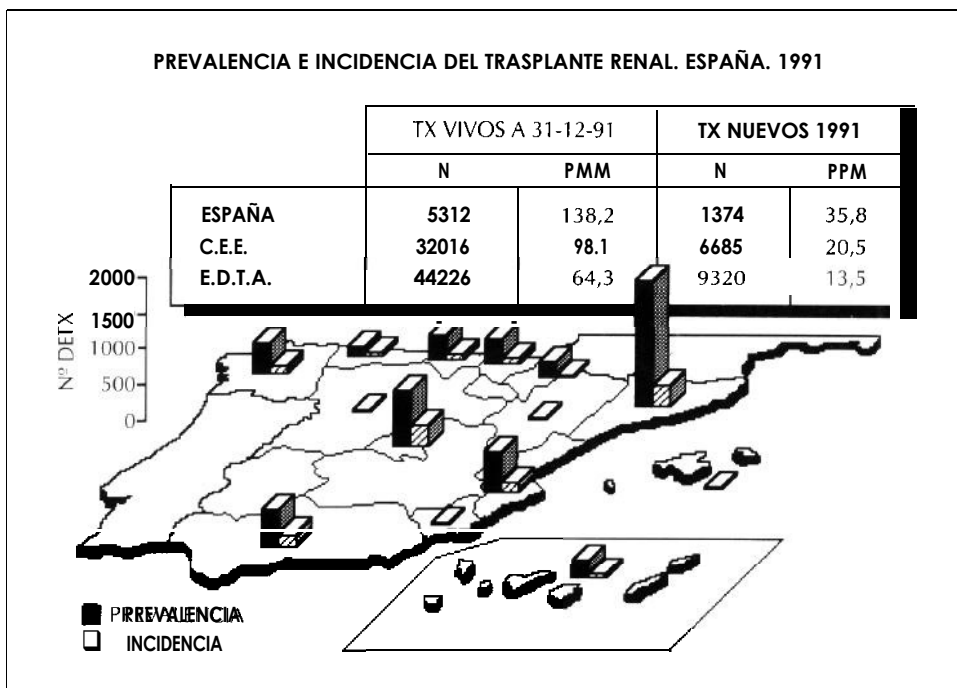 PREVALENCIA E INCIDENCIA DEL TRASPLANTE RENAL. ESPAÑA. 1991
TX VIVOS A 31-12-91 TX NUEVOS 1991
N PMM N PPM
ESPAÑA 5312 138,2 1374 35,8
C.E.E. 32016 98.1 6685 20,5
E.D.T.A. 44226 64,3 9320 13,5
2000
1500
1000
500
0
Nº DE TX
PREVALENCIA
INCIDENCIA